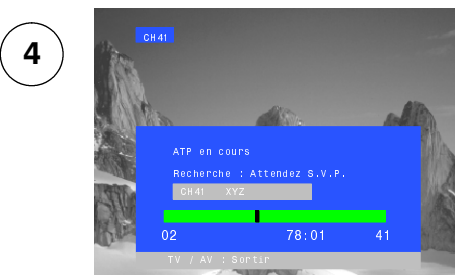 4
CH41
ATP en cours
Recherche : Attendez S.V.P.
CH41 XYZ
02 78:01 41
TV / AV : Sortir